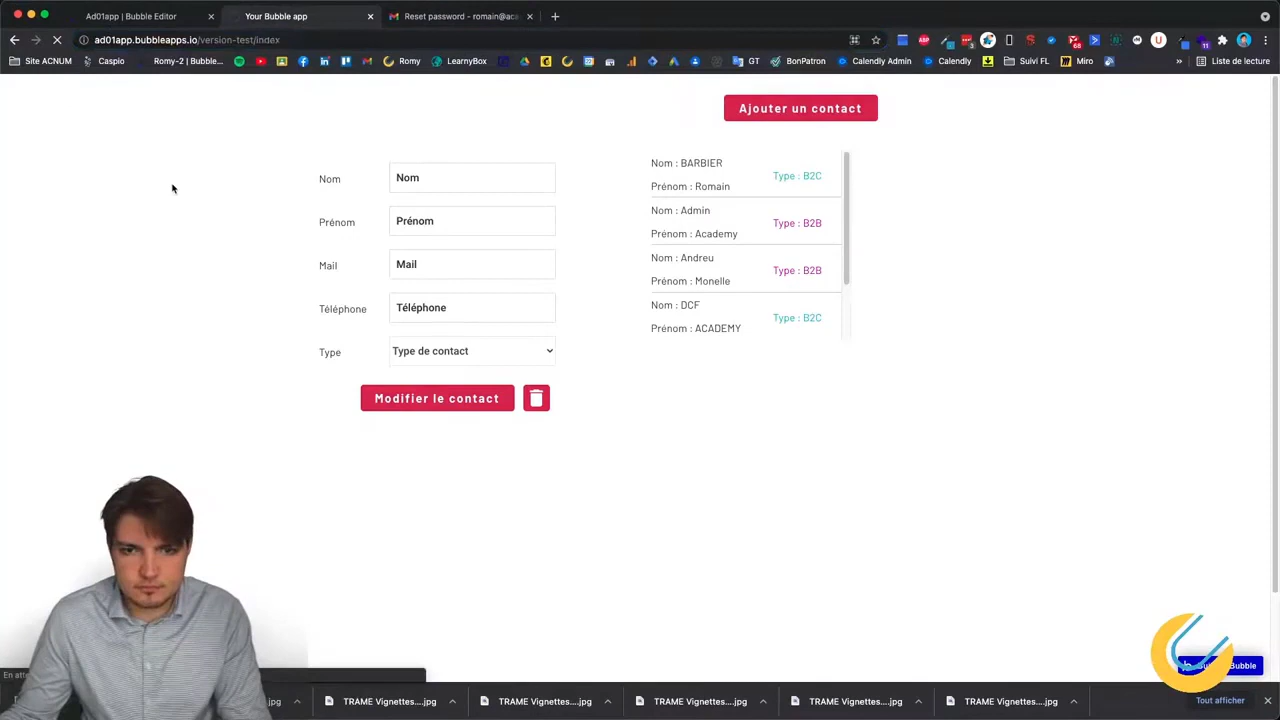 Ad01app | Bubble Editor
Your Bubble app
Reset password - romain@aca
ad01app.bubbleapps.io/version-test/index
Site ACNUM
Caspio
Romy-2 | Bubble...
Romy
LearnyBox
GT
BonPatron
Calendly Admin
Calendly
Suivi FL
Miro
»
Liste de lecture
Ajouter un contact
Nom
Nom
Prénom
Prénom
Mail
Mail
Téléphone
Téléphone
Type
Type de contact
Modifier le contact
Nom : BARBIER
Prénom : Romain
Type : B2C
Nom : Admin
Prénom : Academy
Type : B2B
Nom : Andreu
Prénom : Monelle
Type : B2B
Nom : DCF
Prénom : ACADEMY
Type : B2C
Bubble
jpg
TRAME Vignettes....jpg
TRAME Vignettes....jpg
TRAME Vignettes....jpg
TRAME Vignettes....jpg
TRAME Vignettes....jpg
Tout afficher